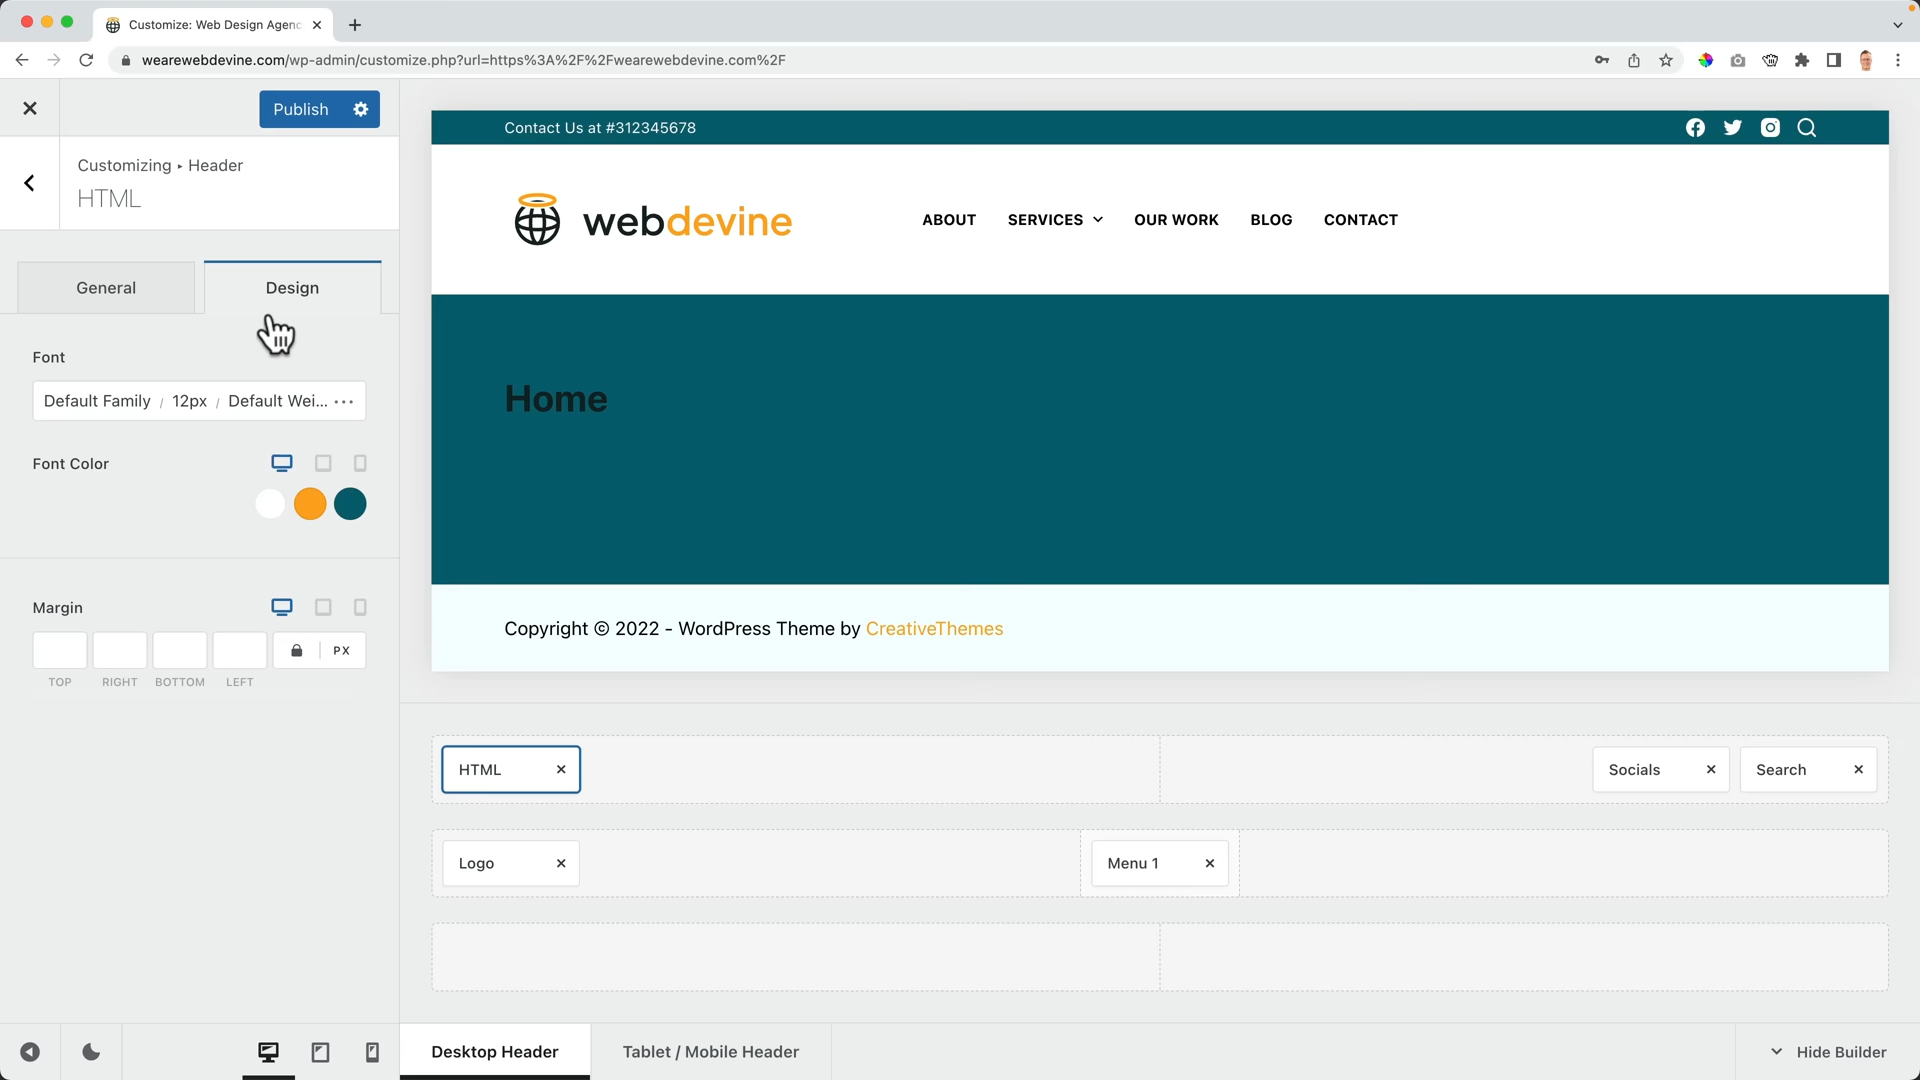 Customize: Web Design Agenc
wearewebdevine.com/wp-admin/customize.php?url=https%3A%2F%2Fwearewebdevine.com%2F
Publish
Customizing ▸ Header
HTML
General
Design
Font
Default Family / 12px / Default Wei... ···
Font Color
Margin
PX
TOP RIGHT BOTTOM LEFT
Contact Us at #312345678
webdevine
ABOUT SERVICES OUR WORK BLOG CONTACT
Home
Copyright © 2022 - WordPress Theme by CreativeThemes
HTML
Socials
Search
Logo
Menu 1
Desktop Header
Tablet / Mobile Header
Hide Builder